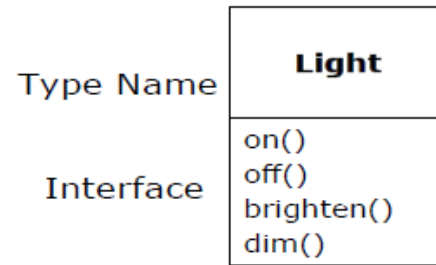 Type Name
Light
Interface
on()
off()
brighten()
dim()